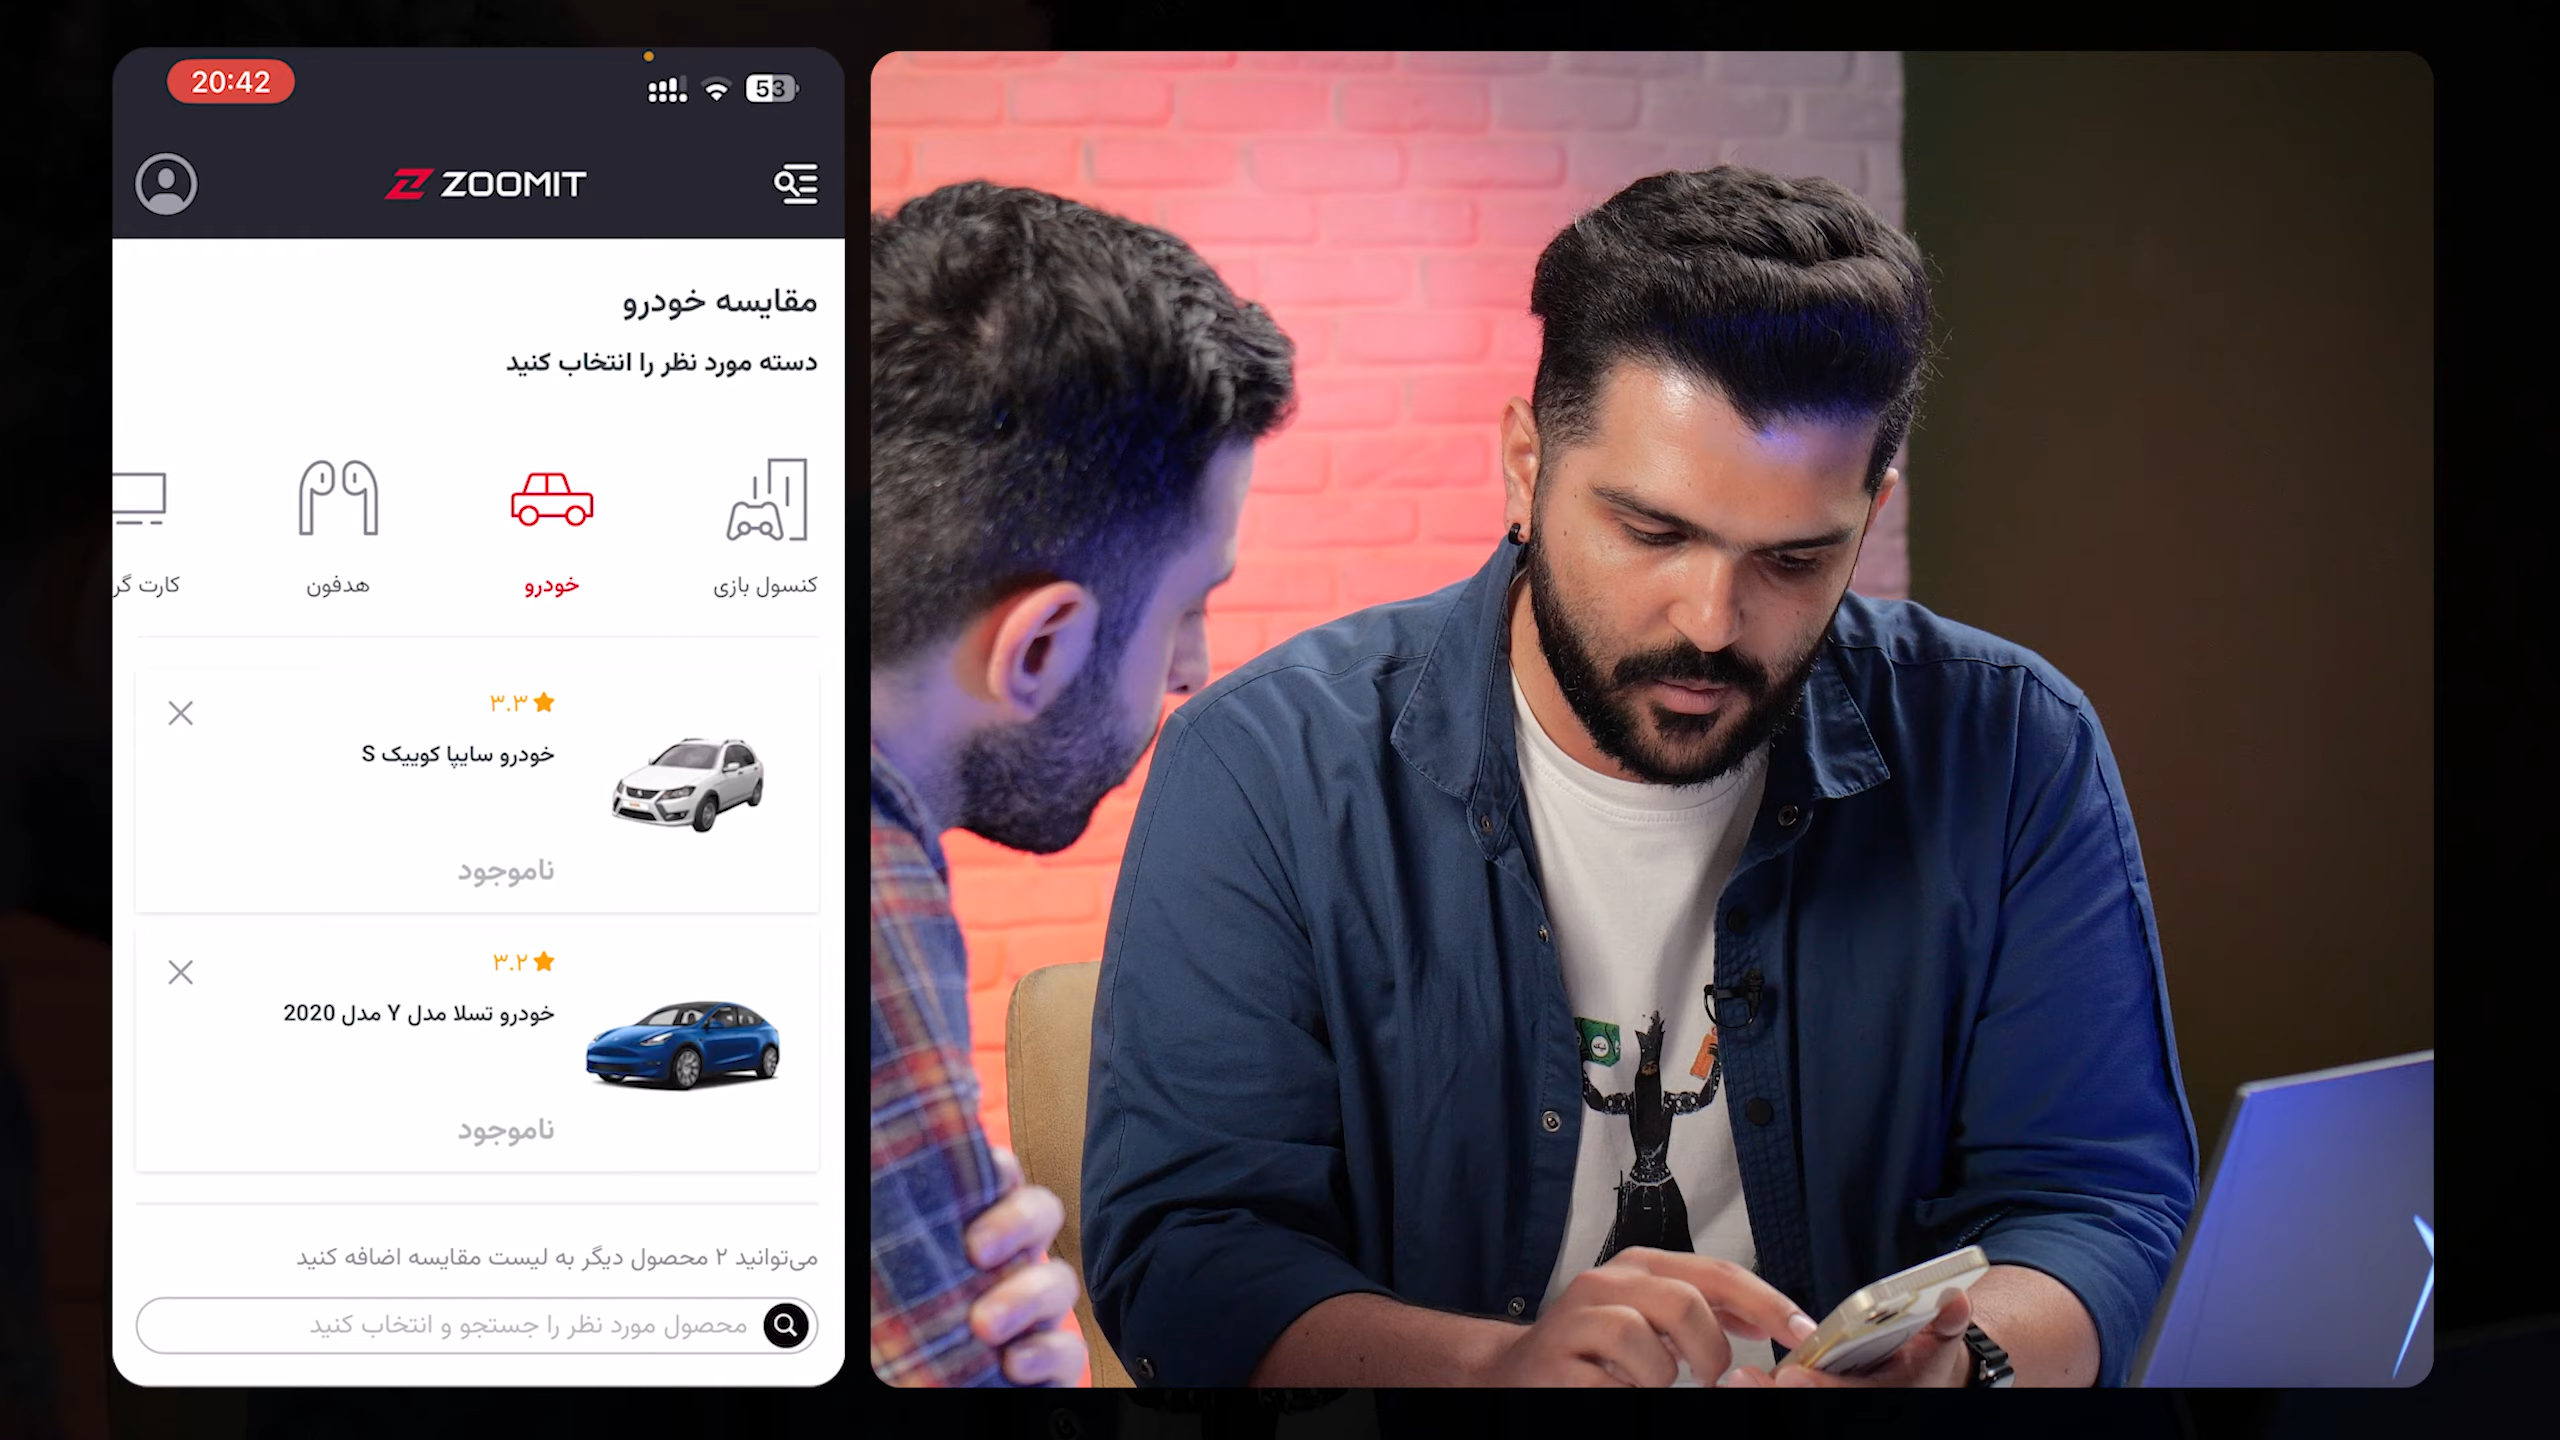 20:42
53
ZOOMIT
مقایسه خودرو
دسته مورد نظر را انتخاب کنید
کنسول بازی
خودرو
هدفون
کارت گر
۳.۳
خودرو سایپا کوییک S
ناموجود
۳.۲
خودرو تسلا مدل Y مدل 2020
ناموجود
می‌توانید ۲ محصول دیگر به لیست مقایسه اضافه کنید
محصول مورد نظر را جستجو و انتخاب کنید